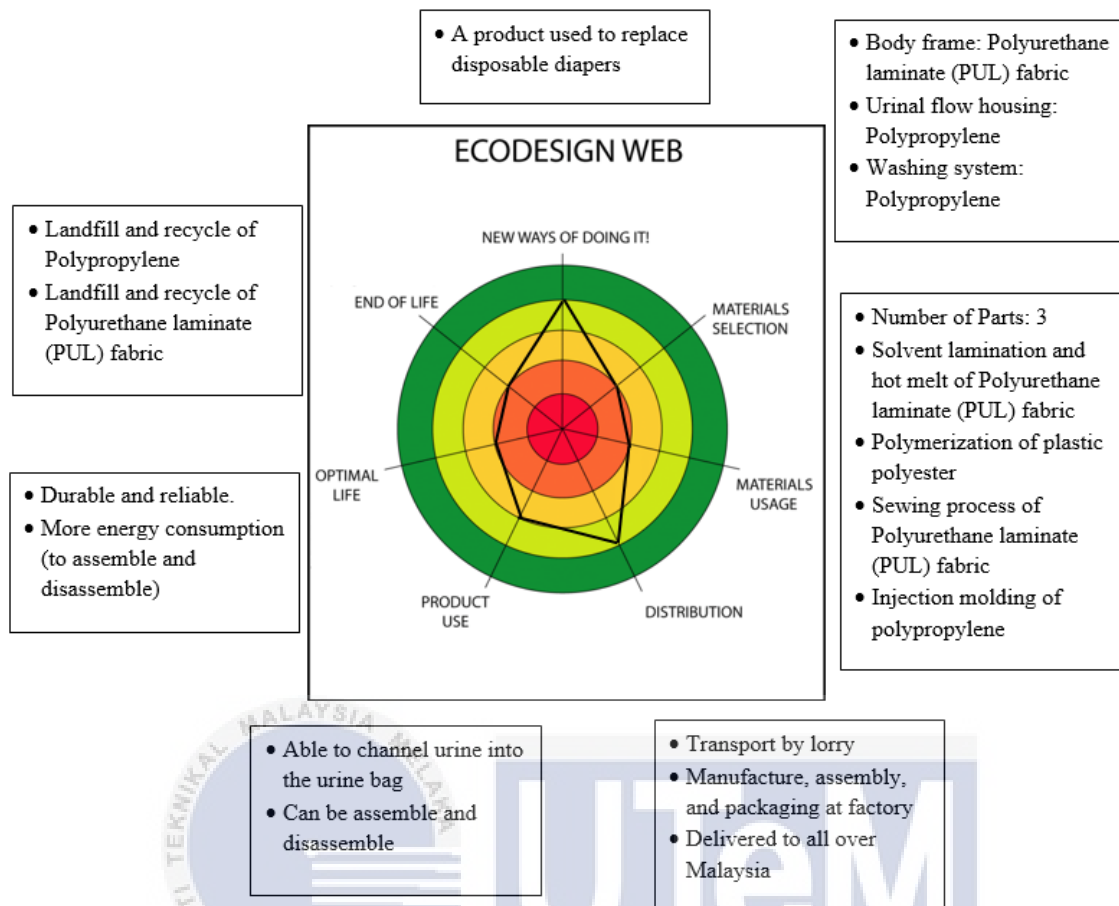 • A product used to replace
disposable diapers
• Body frame: Polyurethane
laminate (PUL) fabric
• Urinal flow housing:
Polypropylene
• Washing system:
Polypropylene
ECODESIGN WEB
NEW WAYS OF DOING IT!
END OF LIFE
MATERIALS
SELECTION
OPTIMAL
LIFE
MATERIALS
USAGE
PRODUCT
USE
DISTRIBUTION
• Landfill and recycle of
Polypropylene
• Landfill and recycle of
Polyurethane laminate
(PUL) fabric
• Number of Parts: 3
• Solvent lamination and
hot melt of Polyurethane
laminate (PUL) fabric
• Polymerization of plastic
polyester
• Sewing process of
Polyurethane laminate
(PUL) fabric
• Injection molding of
polypropylene
• Durable and reliable.
• More energy consumption
(to assemble and
disassemble)
• Able to channel urine into
the urine bag
• Can be assemble and
disassemble
• Transport by lorry
• Manufacture, assembly,
and packaging at factory
• Delivered to all over
Malaysia
TEKNIKAL MALAYSIA MELAKA
UTeM